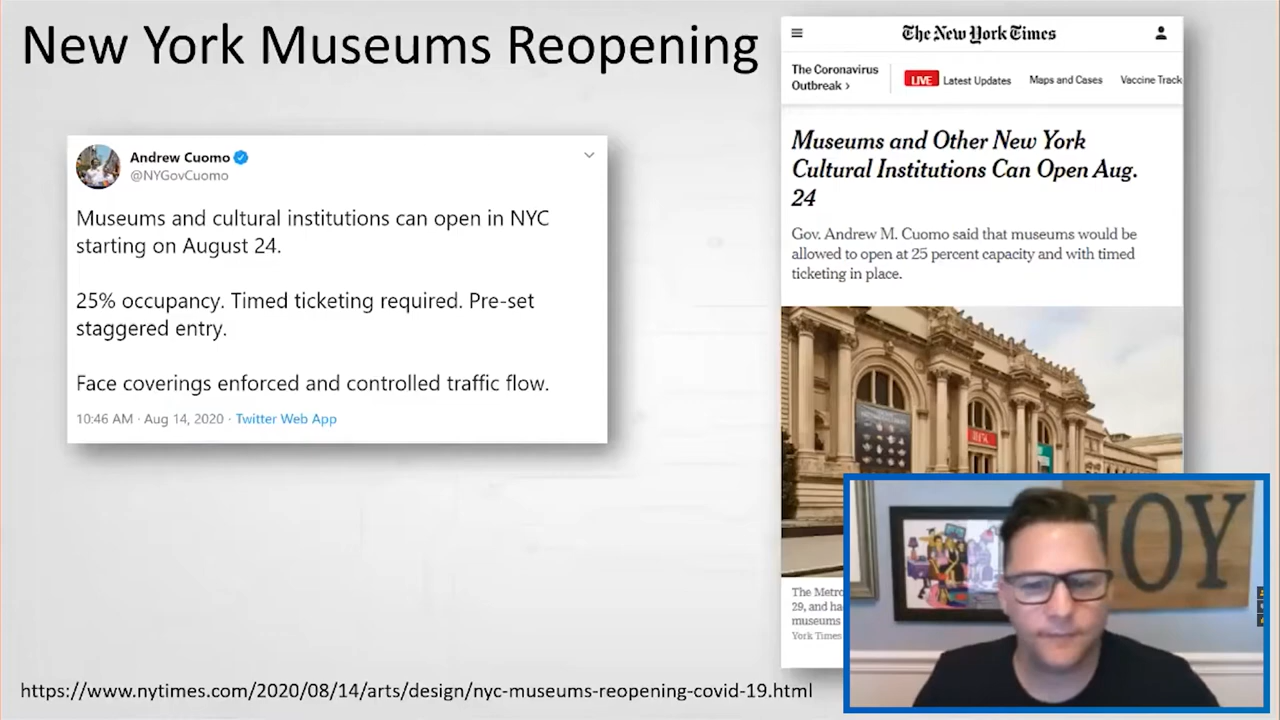 New York Museums Reopening
Andrew Cuomo
@NYGovCuomo
Museums and cultural institutions can open in NYC
starting on August 24.
25% occupancy. Timed ticketing required. Pre-set
staggered entry.
Face coverings enforced and controlled traffic flow.
10:46 AM · Aug 14, 2020 · Twitter Web App
The New York Times
The Coronavirus
Outbreak ›
LIVE Latest Updates Maps and Cases Vaccine Track
Museums and Other New York
Cultural Institutions Can Open Aug.
24
Gov. Andrew M. Cuomo said that museums would be
allowed to open at 25 percent capacity and with timed
ticketing in place.
The Metro
29, and ha
museums
York Times
JOY
https://www.nytimes.com/2020/08/14/arts/design/nyc-museums-reopening-covid-19.html